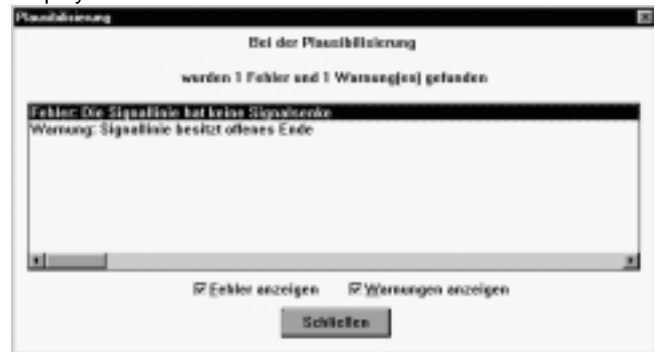 Plausibilisierung
Bei der Plausibilisierung
wurden 1 Fehler und 1 Warnung(en) gefunden
Fehler: Die Signallinie hat keine Signalsenke
Warnung: Signallinie besitzt offenes Ende
Fehler anzeigen Warnungen anzeigen
Schließen